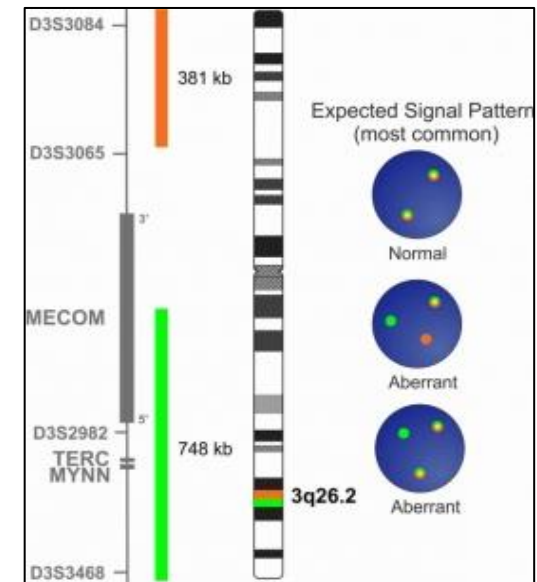 D3S3084
381 kb
D3S3065
3'
MECOM
5'
D3S2982
TERC
MYNN
748 kb
D3S3468
3q26.2
Expected Signal Pattern
(most common)
Normal
Aberrant
Aberrant